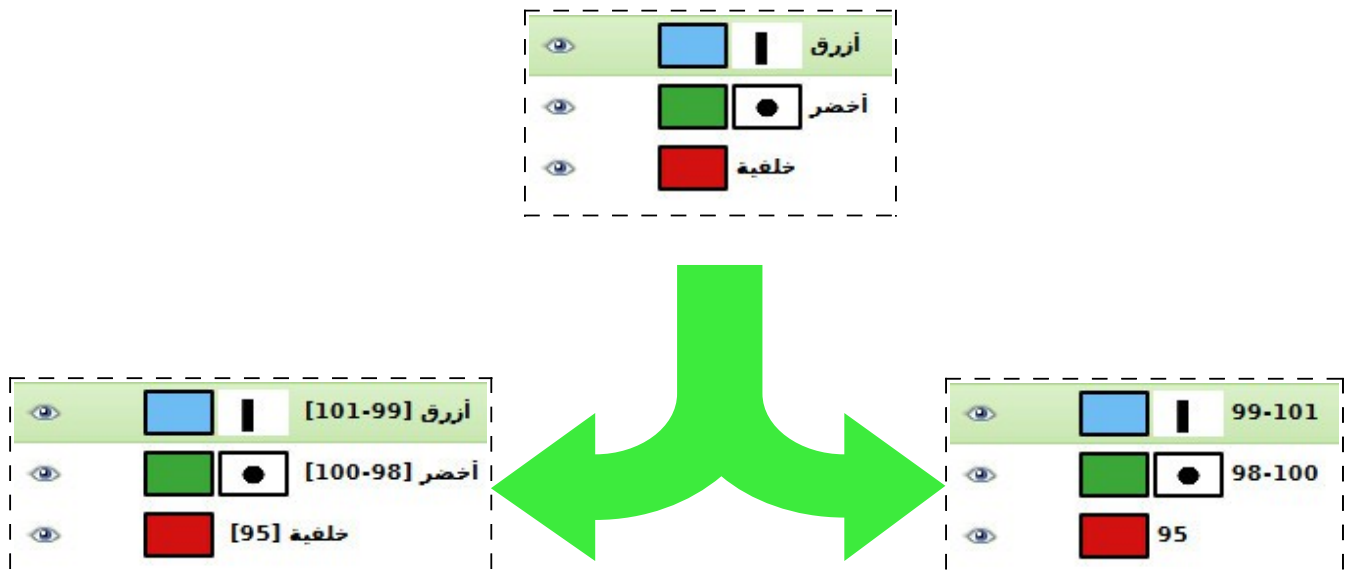 أزرق
أخضر
خلفية
أزرق [99-101]
أخضر [98-100]
خلفية [95]
99-101
98-100
95